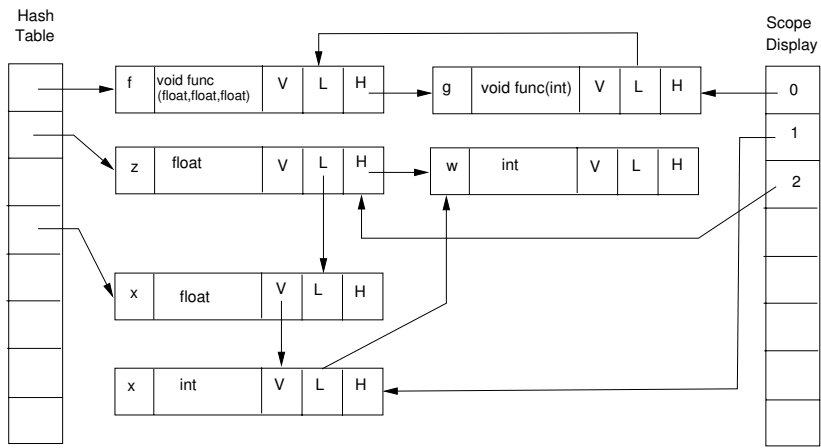 Hash
Table
Scope
Display
f void func
(float,float,float) V L H
g void func(int) V L H
0
1
z float V L H
w int V L H
2
x float V L H
x int V L H